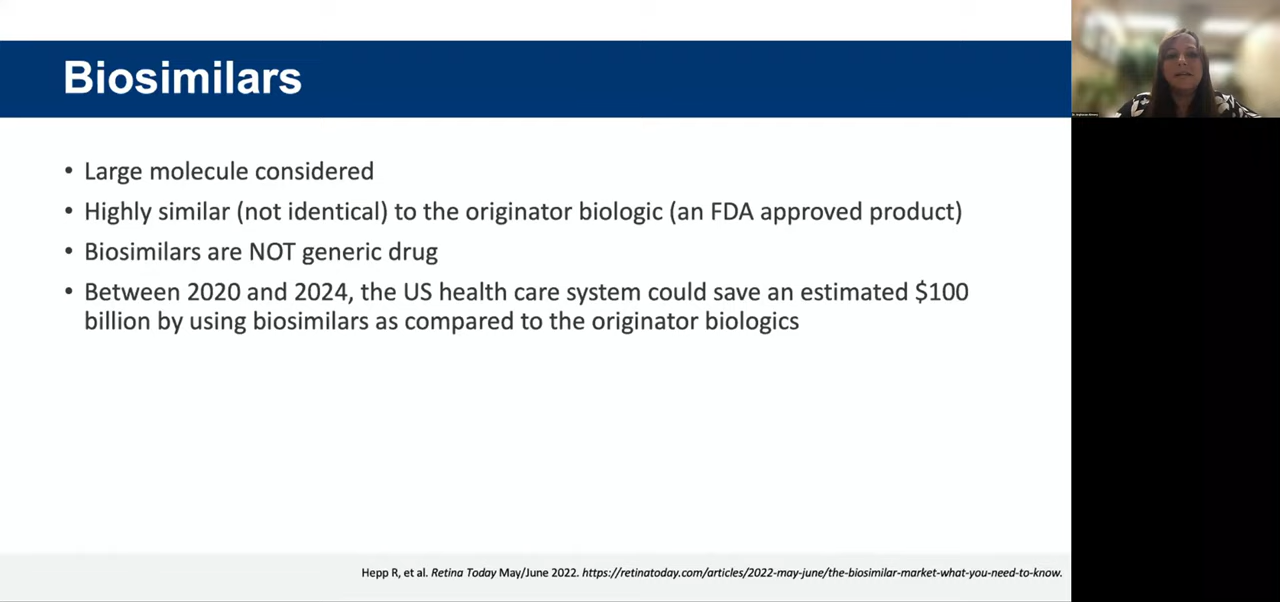 Biosimilars
• Large molecule considered
• Highly similar (not identical) to the originator biologic (an FDA approved product)
• Biosimilars are NOT generic drug
• Between 2020 and 2024, the US health care system could save an estimated $100
billion by using biosimilars as compared to the originator biologics
Hepp R, et al. Retina Today May/June 2022. https://retinatoday.com/articles/2022-may-june/the-biosimilar-market-what-you-need-to-know.